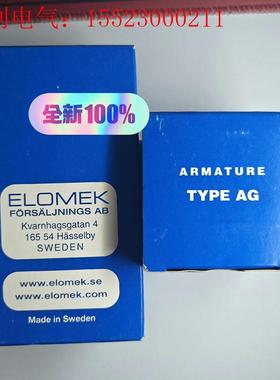 创电气：15523000211
全新100%
ELOMEK
FÖRSÄLJNINGS AB
Kvarnhagsgatan 4
165 54 Hässelby
SWEDEN
www.elomek.se
www.elomek.com
Made in Sweden
ARMATURE
TYPE AG